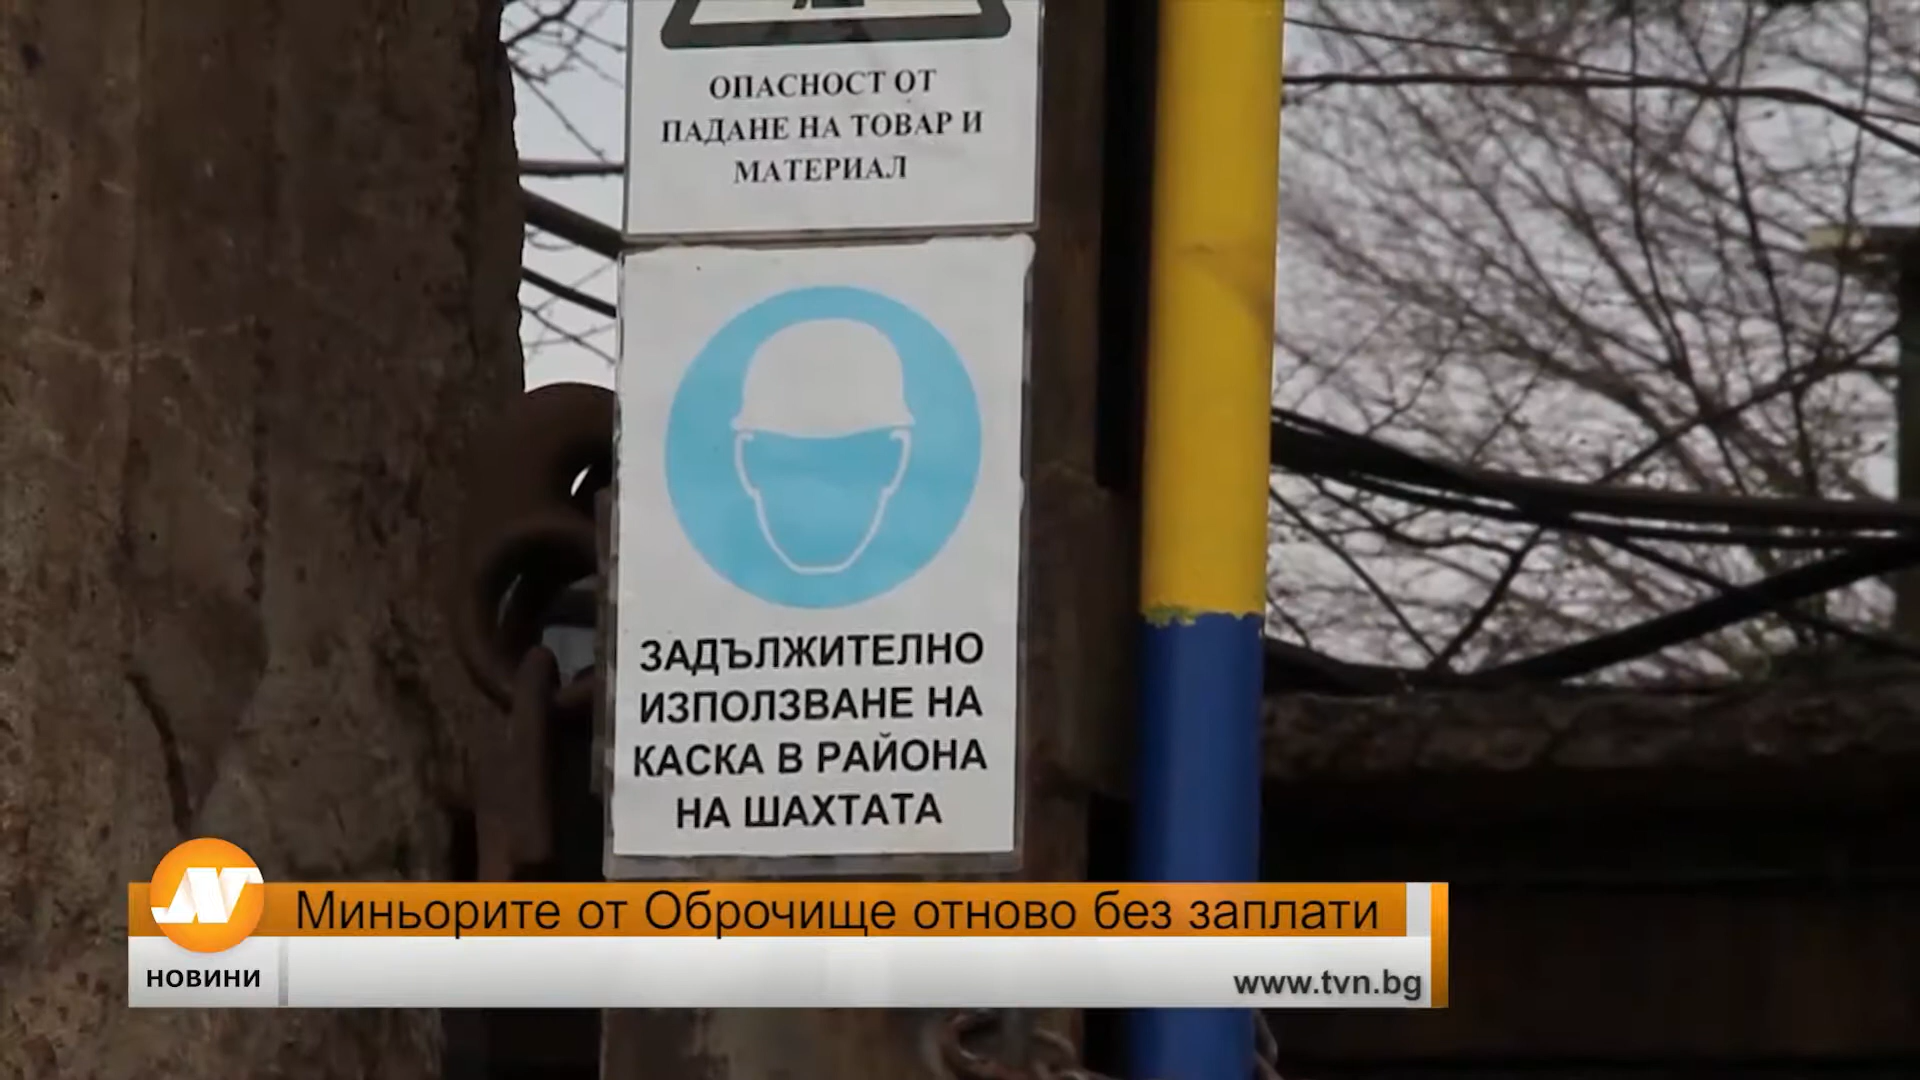 ОПАСНОСТ ОТ
ПАДАНЕ НА ТОВАР И
МАТЕРИАЛ
ЗАДЪЛЖИТЕЛНО
ИЗПОЛЗВАНЕ НА
КАСКА В РАЙОНА
НА ШАХТАТА
Миньорите от Оброчище отново без заплати
НОВИНИ
www.tvn.bg